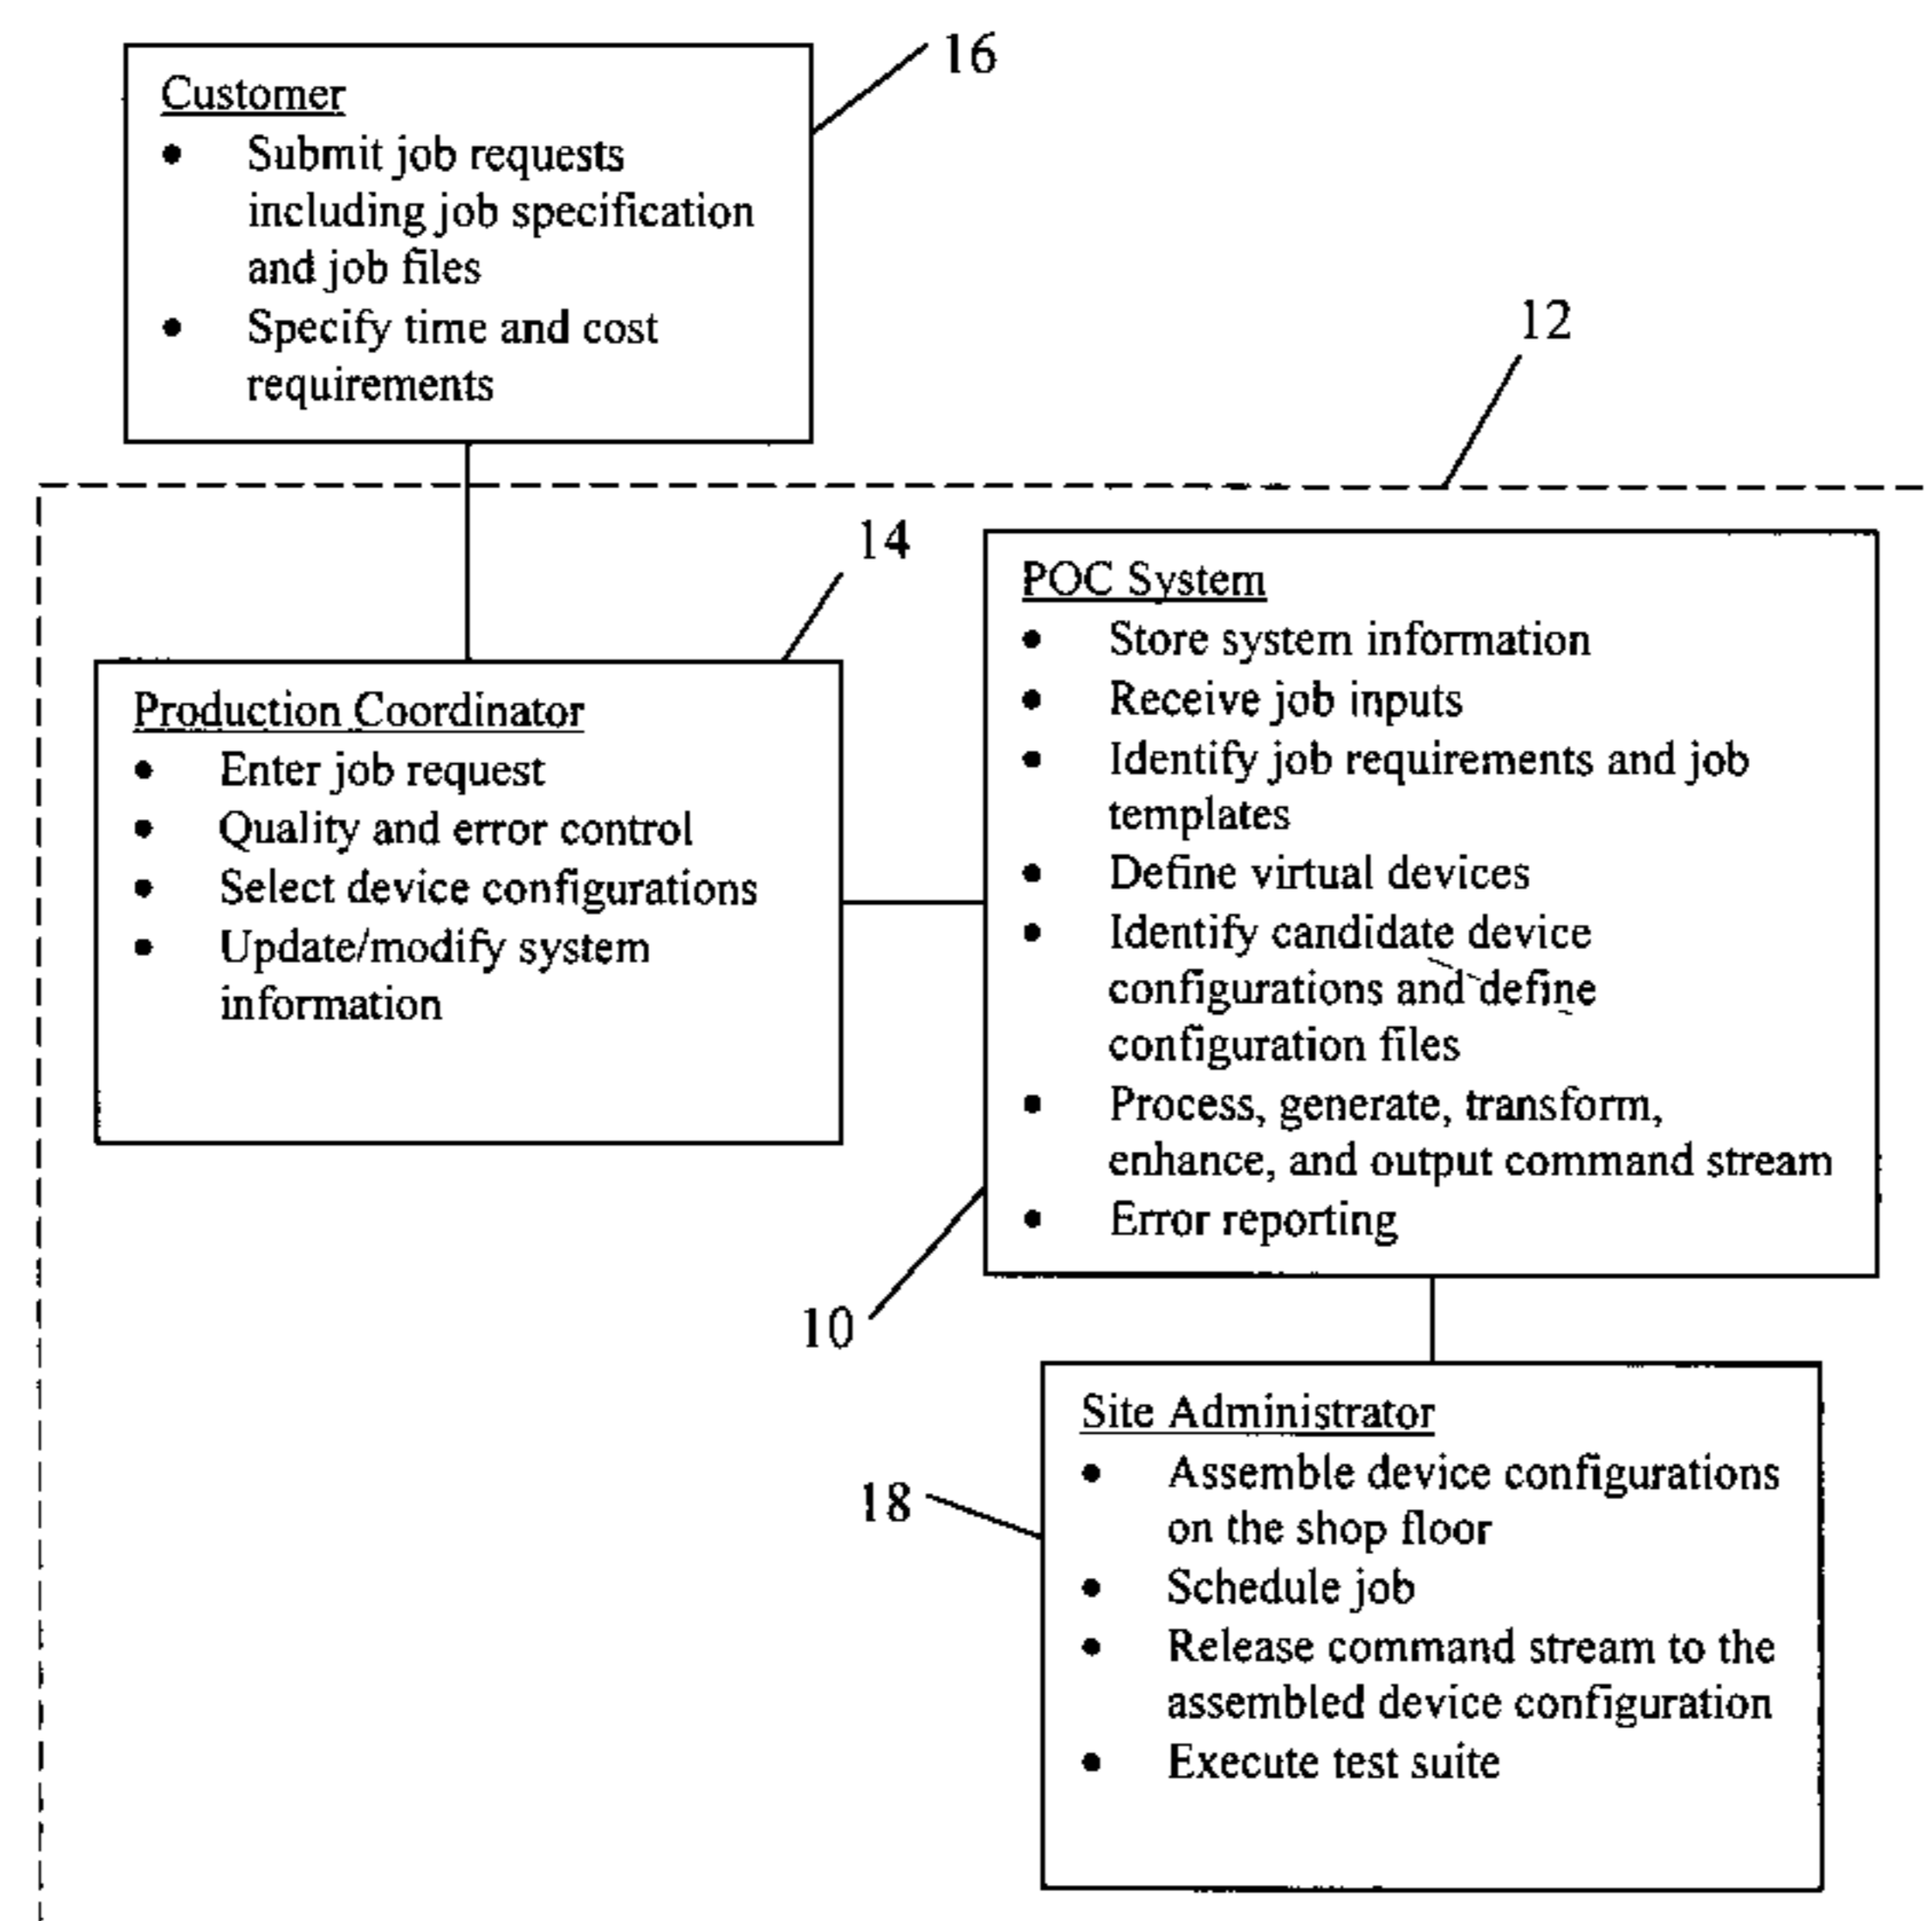 16
Customer
• Submit job requests
including job specification
and job files
• Specify time and cost
requirements
12
14
Production Coordinator
• Enter job request
• Quality and error control
• Select device configurations
• Update/modify system
information
POC System
• Store system information
• Receive job inputs
• Identify job requirements and job
templates
• Define virtual devices
• Identify candidate device
configurations and define
configuration files
• Process, generate, transform,
enhance, and output command stream
• Error reporting
10
18
Site Administrator
• Assemble device configurations
on the shop floor
• Schedule job
• Release command stream to the
assembled device configuration
• Execute test suite